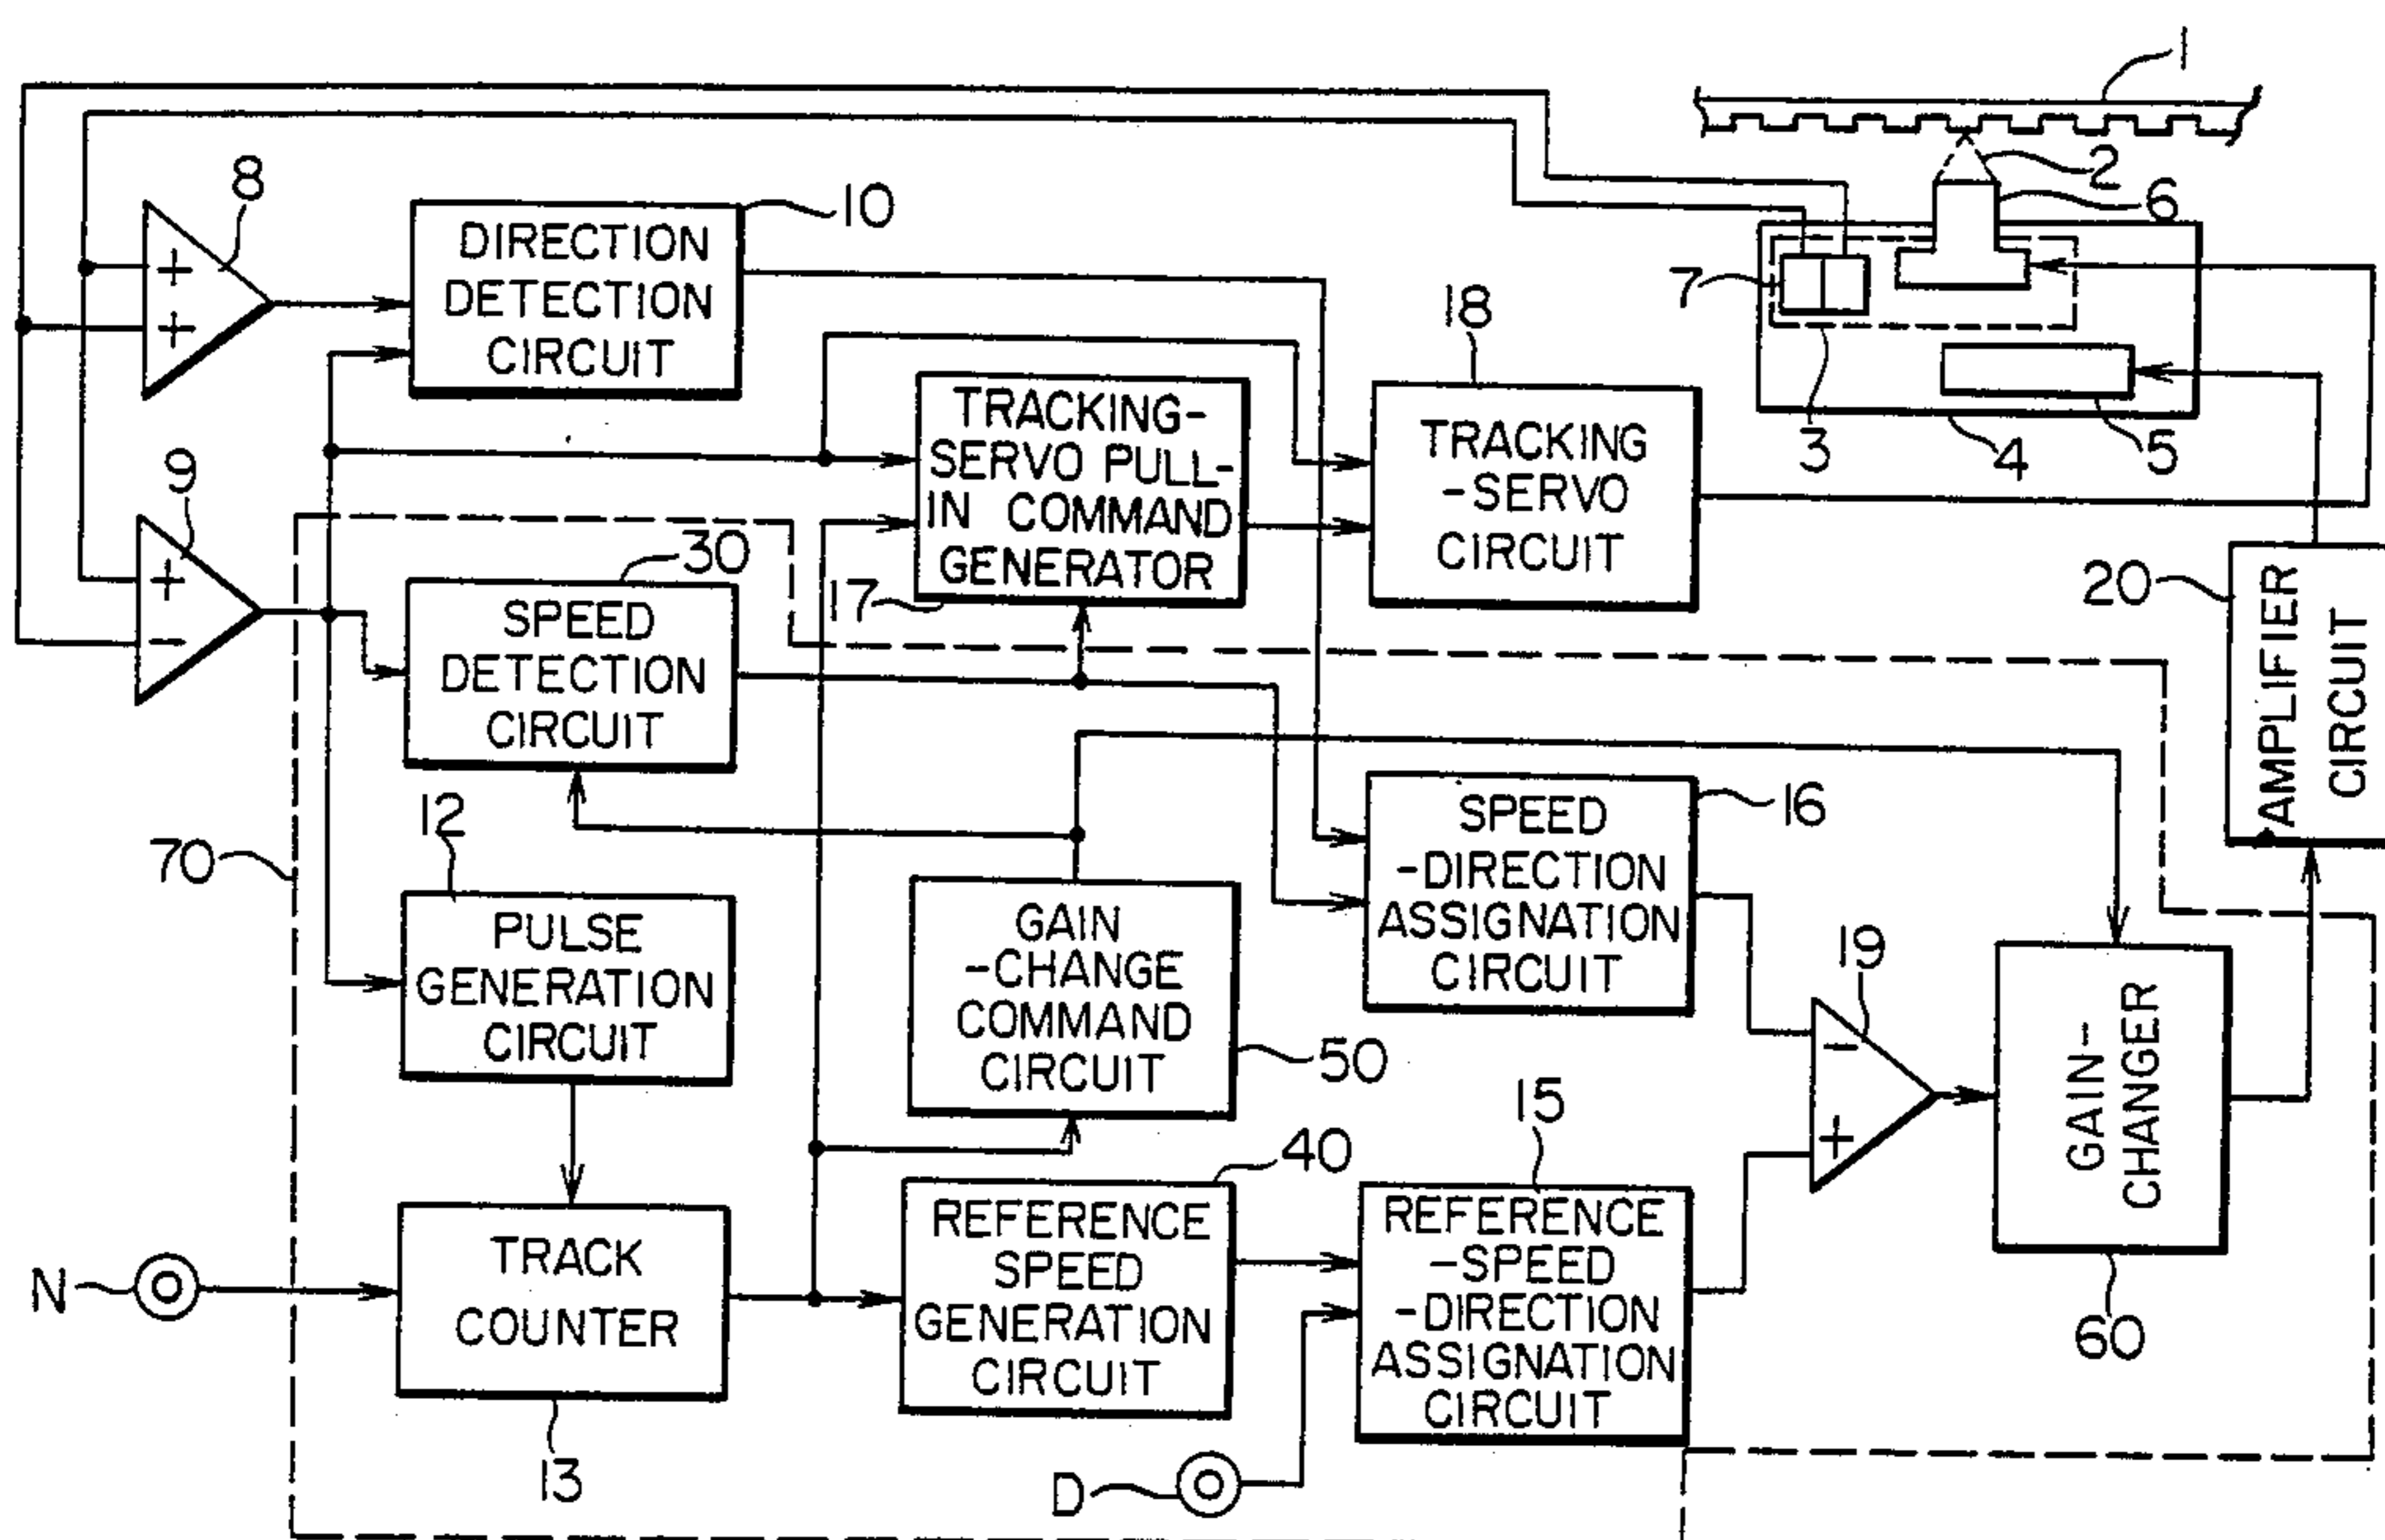 1
2
6
7
3
4
5
8
+
+
10
DIRECTION
DETECTION
CIRCUIT
9
+
−
TRACKING-
SERVO PULL-
IN COMMAND
GENERATOR
17
18
TRACKING
-SERVO
CIRCUIT
20
AMPLIFIER
CIRCUIT
30
SPEED
DETECTION
CIRCUIT
70
12
PULSE
GENERATION
CIRCUIT
GAIN
-CHANGE
COMMAND
CIRCUIT
50
16
SPEED
-DIRECTION
ASSIGNATION
CIRCUIT
19
−
+
GAIN-
CHANGER
60
N
TRACK
COUNTER
13
40
REFERENCE
SPEED
GENERATION
CIRCUIT
15
REFERENCE
-SPEED
-DIRECTION
ASSIGNATION
CIRCUIT
D